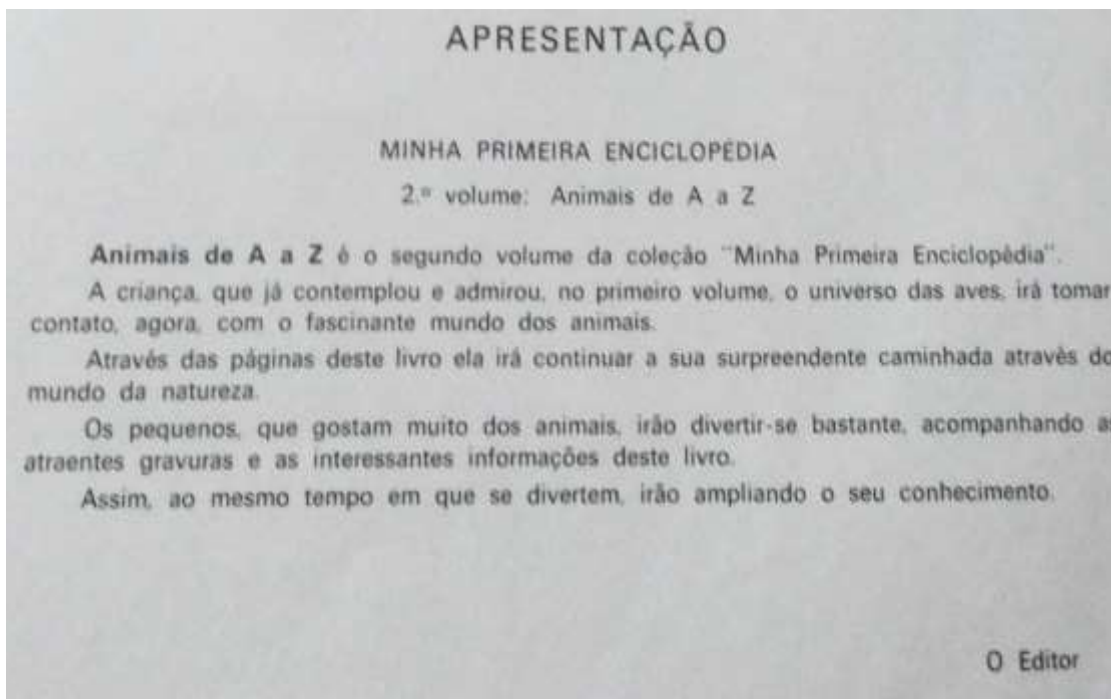 APRESENTAÇÃO
MINHA PRIMEIRA ENCICLOPÉDIA
2.º volume: Animais de A a Z
Animais de A a Z é o segundo volume da coleção "Minha Primeira Enciclopédia".
A criança, que já contemplou e admirou, no primeiro volume, o universo das aves, irá tomar
contato, agora, com o fascinante mundo dos animais.
Através das páginas deste livro ela irá continuar a sua surpreendente caminhada através do
mundo da natureza.
Os pequenos, que gostam muito dos animais, irão divertir-se bastante, acompanhando a
atraentes gravuras e as interessantes informações deste livro.
Assim, ao mesmo tempo em que se divertem, irão ampliando o seu conhecimento.
O Editor